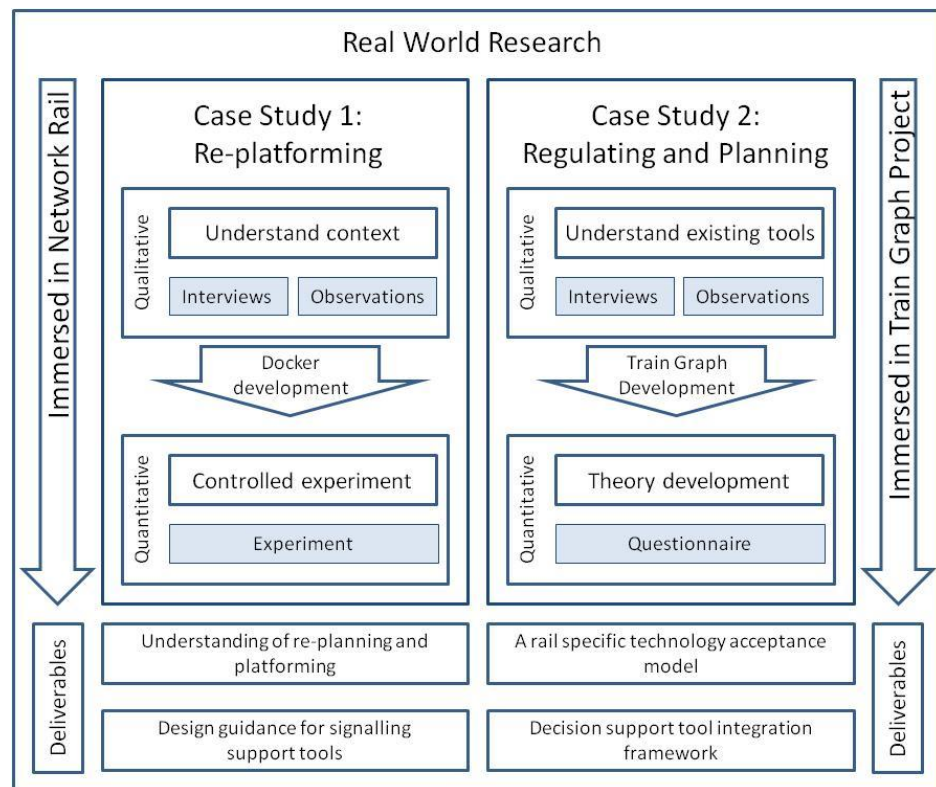 Real World Research
Immersed in Network Rail
Case Study 1:
Re-platforming
Qualitative
Understand context
Interviews
Observations
Docker
development
Quantitative
Controlled experiment
Experiment
Case Study 2:
Regulating and Planning
Qualitative
Understand existing tools
Interviews
Observations
Train Graph
Development
Quantitative
Theory development
Questionnaire
Immersed in Train Graph Project
Deliverables
Understanding of re-planning and
platforming
A rail specific technology acceptance
model
Design guidance for signalling
support tools
Decision support tool integration
framework
Deliverables